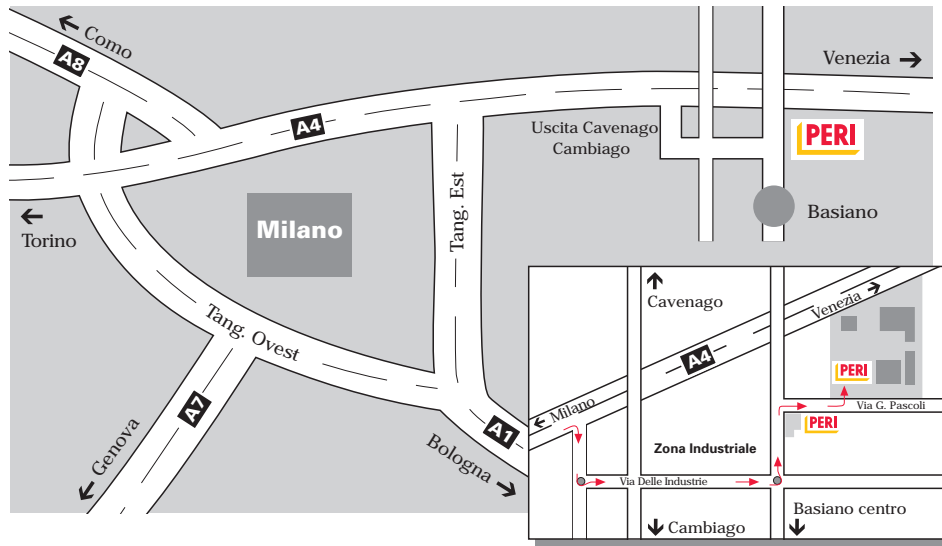 Como
A8
Venezia
A4
Uscita Cavenago
Cambiago
PERI
Tang. Est
Milano
Basiano
Torino
Tang. Ovest
A7
Genova
A1
Bologna
Cavenago
Venezia
A4
PERI
Milano
Via G. Pascoli
PERI
Zona Industriale
Via Delle Industrie
Basiano centro
Cambiago